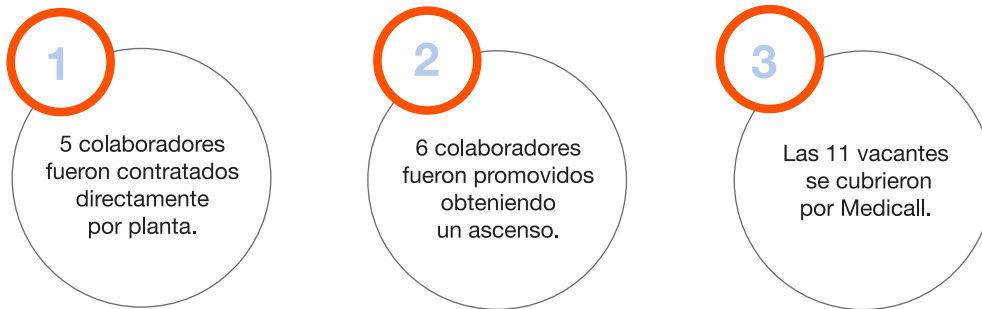 1
5 colaboradores
fueron contratados
directamente
por planta.
2
6 colaboradores
fueron promovidos
obteniendo
un ascenso.
3
Las 11 vacantes
se cubrieron
por Medicall.